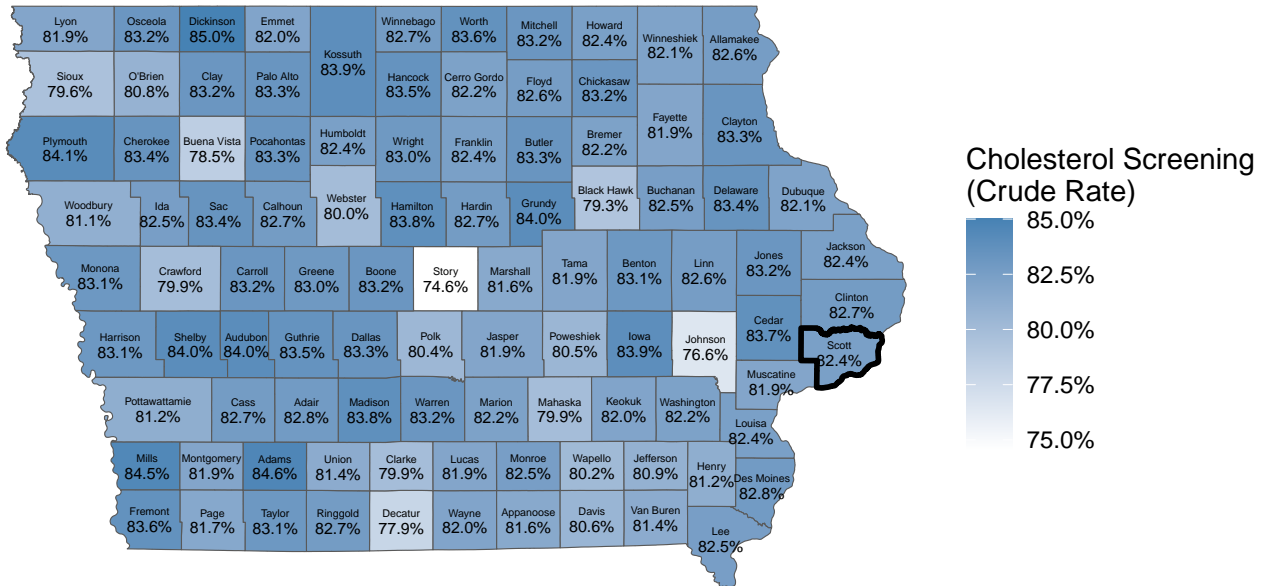 Lyon
81.9%
Osceola
83.2%
Dickinson
85.0%
Emmet
82.0%
Kossuth
83.9%
Winnebago
82.7%
Worth
83.6%
Mitchell
83.2%
Howard
82.4%
Winneshiek
82.1%
Allamakee
82.6%
Sioux
79.6%
O'Brien
80.8%
Clay
83.2%
Palo Alto
83.3%
Hancock
83.5%
Cerro Gordo
82.2%
Floyd
82.6%
Chickasaw
83.2%
Fayette
81.9%
Clayton
83.3%
Plymouth
84.1%
Cherokee
83.4%
Buena Vista
78.5%
Pocahontas
83.3%
Humboldt
82.4%
Wright
83.0%
Franklin
82.4%
Butler
83.3%
Bremer
82.2%
Woodbury
81.1%
Ida
82.5%
Sac
83.4%
Calhoun
82.7%
Webster
80.0%
Hamilton
83.8%
Hardin
82.7%
Grundy
84.0%
Black Hawk
79.3%
Buchanan
82.5%
Delaware
83.4%
Dubuque
82.1%
Monona
83.1%
Crawford
79.9%
Carroll
83.2%
Greene
83.0%
Boone
83.2%
Story
74.6%
Marshall
81.6%
Tama
81.9%
Benton
83.1%
Linn
82.6%
Jones
83.2%
Jackson
82.4%
Clinton
82.7%
Harrison
83.1%
Shelby
84.0%
Audubon
84.0%
Guthrie
83.5%
Dallas
83.3%
Polk
80.4%
Jasper
81.9%
Poweshiek
80.5%
Iowa
83.9%
Johnson
76.6%
Cedar
83.7%
Scott
82.4%
Muscatine
81.9%
Pottawattamie
81.2%
Cass
82.7%
Adair
82.8%
Madison
83.8%
Warren
83.2%
Marion
82.2%
Mahaska
79.9%
Keokuk
82.0%
Washington
82.2%
Louisa
82.4%
Mills
84.5%
Montgomery
81.9%
Adams
84.6%
Union
81.4%
Clarke
79.9%
Lucas
81.9%
Monroe
82.5%
Wapello
80.2%
Jefferson
80.9%
Henry
81.2%
Des Moines
82.8%
Fremont
83.6%
Page
81.7%
Taylor
83.1%
Ringgold
82.7%
Decatur
77.9%
Wayne
82.0%
Appanoose
81.6%
Davis
80.6%
Van Buren
81.4%
Lee
82.5%
Cholesterol Screening
(Crude Rate)
85.0%
82.5%
80.0%
77.5%
75.0%